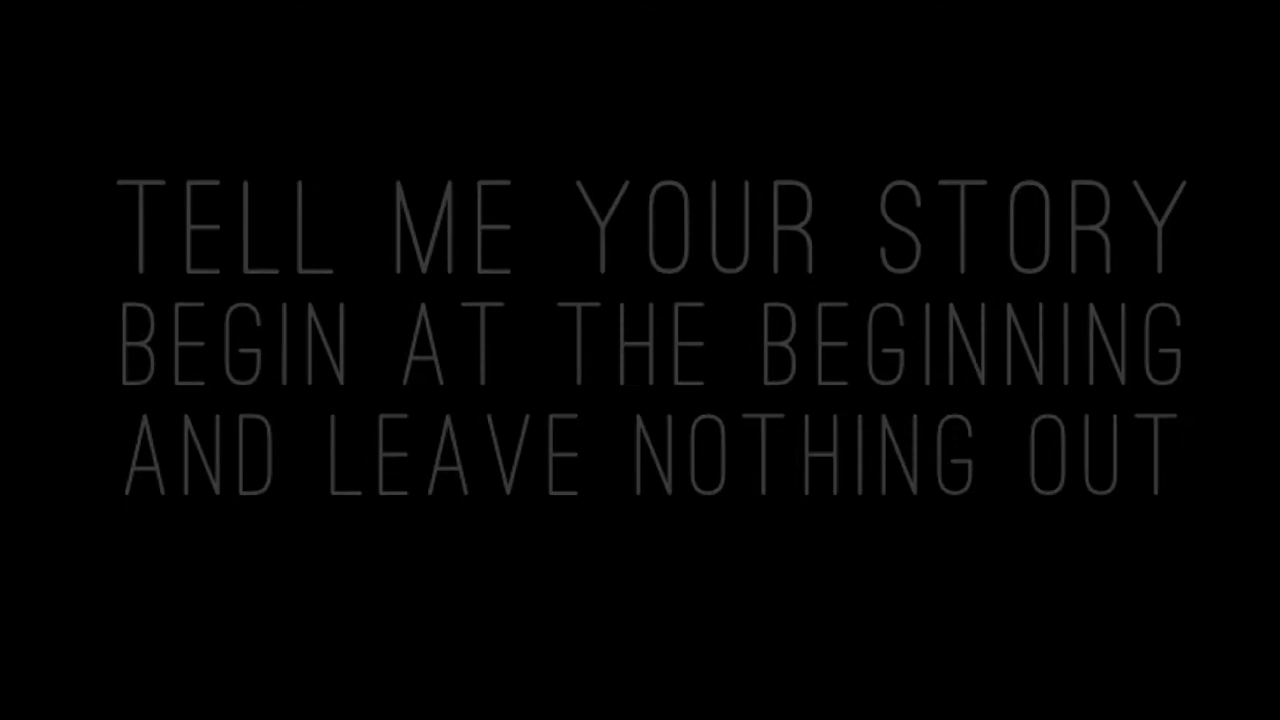 TELL ME YOUR STORY
BEGIN AT THE BEGINNING
AND LEAVE NOTHING OUT